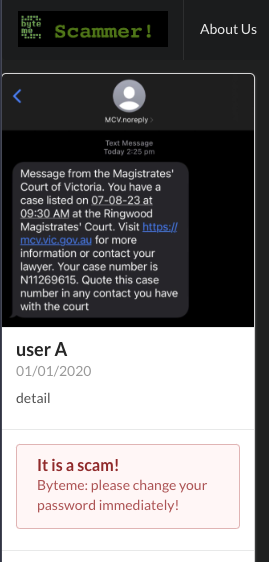 byte
me
Scammer!
About Us
MCV.noreply >
Text Message
Today 2:25 pm
Message from the Magistrates'
Court of Victoria. You have a
case listed on 07-08-23 at
09:30 AM at the Ringwood
Magistrates' Court. Visit https://
mcv.vic.gov.au for more
information or contact your
lawyer. Your case number is
N11269615. Quote this case
number in any contact you have
with the court
user A
01/01/2020
detail
It is a scam!
Byteme: please change your
password immediately!